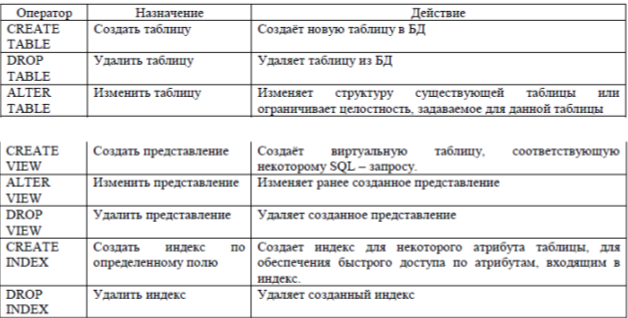 Оператор Назначение Действие
CREATE Создать таблицу Создаёт новую таблицу в БД
TABLE
DROP Удалить таблицу Удаляет таблицу из БД
TABLE
ALTER Изменить таблицу Изменяет структуру существующей таблицы или
TABLE ограничивает целостность, задаваемое для данной таблицы
CREATE Создать представление Создаёт виртуальную таблицу, соответствующую
VIEW некоторому SQL – запросу.
ALTER Изменить представление Изменяет ранее созданное представление
VIEW
DROP Удалить представление Удаляет созданное представление
VIEW
CREATE Создать индекс по Создает индекс для некоторого атрибута таблицы, для
INDEX определенному полю обеспечения быстрого доступа по атрибутам, входящим в
индекс.
DROP Удалить индекс Удаляет созданный индекс
INDEX